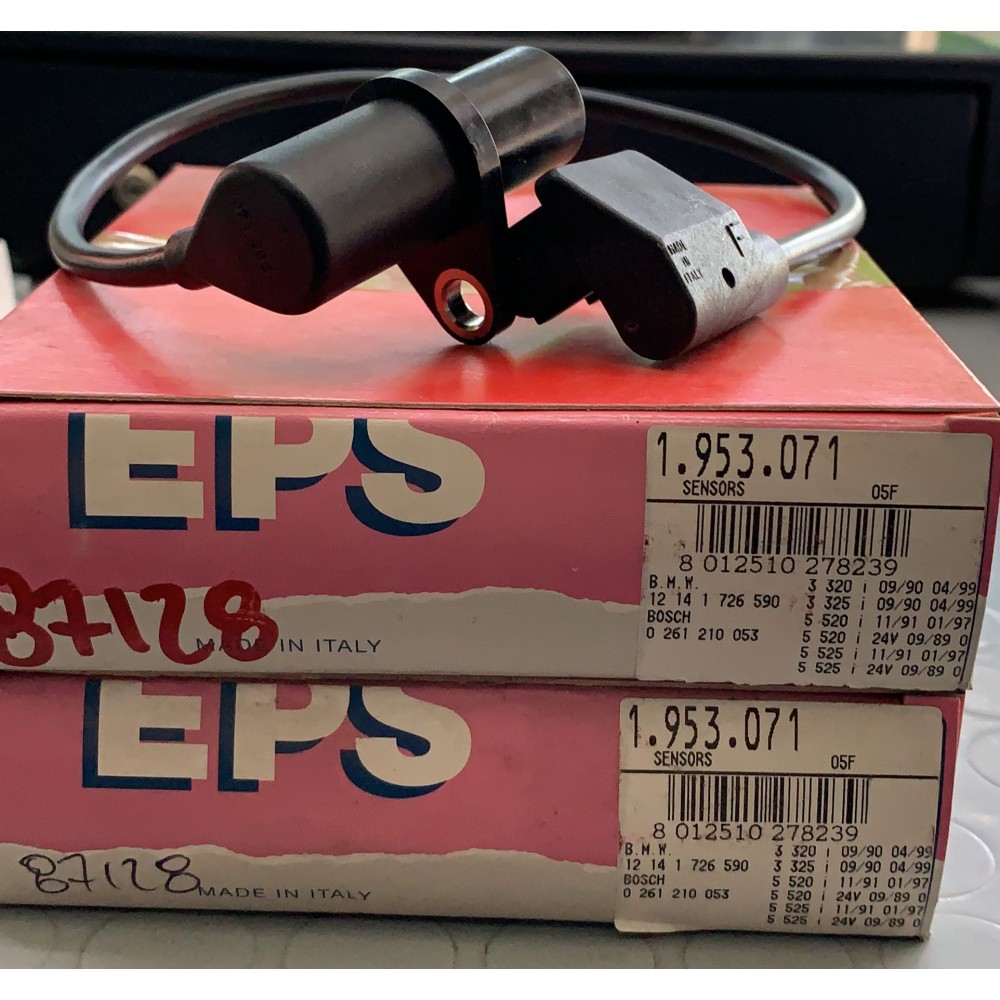 MADE
IN
ITALY
F
EPS
87128
MADE IN ITALY
1.953.071
SENSORS 05F
8 012510 278239
B.M.W. 3 320 i 09/90 04/99
12 14 1 726 590 3 325 i 09/90 04/99
BOSCH 5 520 i 11/91 01/97
0 261 210 053 5 520 i 24V 09/89 0
5 525 i 11/91 01/97
5 525 i 24V 09/89 0
EPS
87128
MADE IN ITALY
1.953.071
SENSORS 05F
8 012510 278239
B.M.W. 3 320 i 09/90 04/99
12 14 1 726 590 3 325 i 09/90 04/99
BOSCH 5 520 i 11/91 01/97
0 261 210 053 5 520 i 24V 09/89 0
5 525 i 11/91 01/97
5 525 i 24V 09/89 0